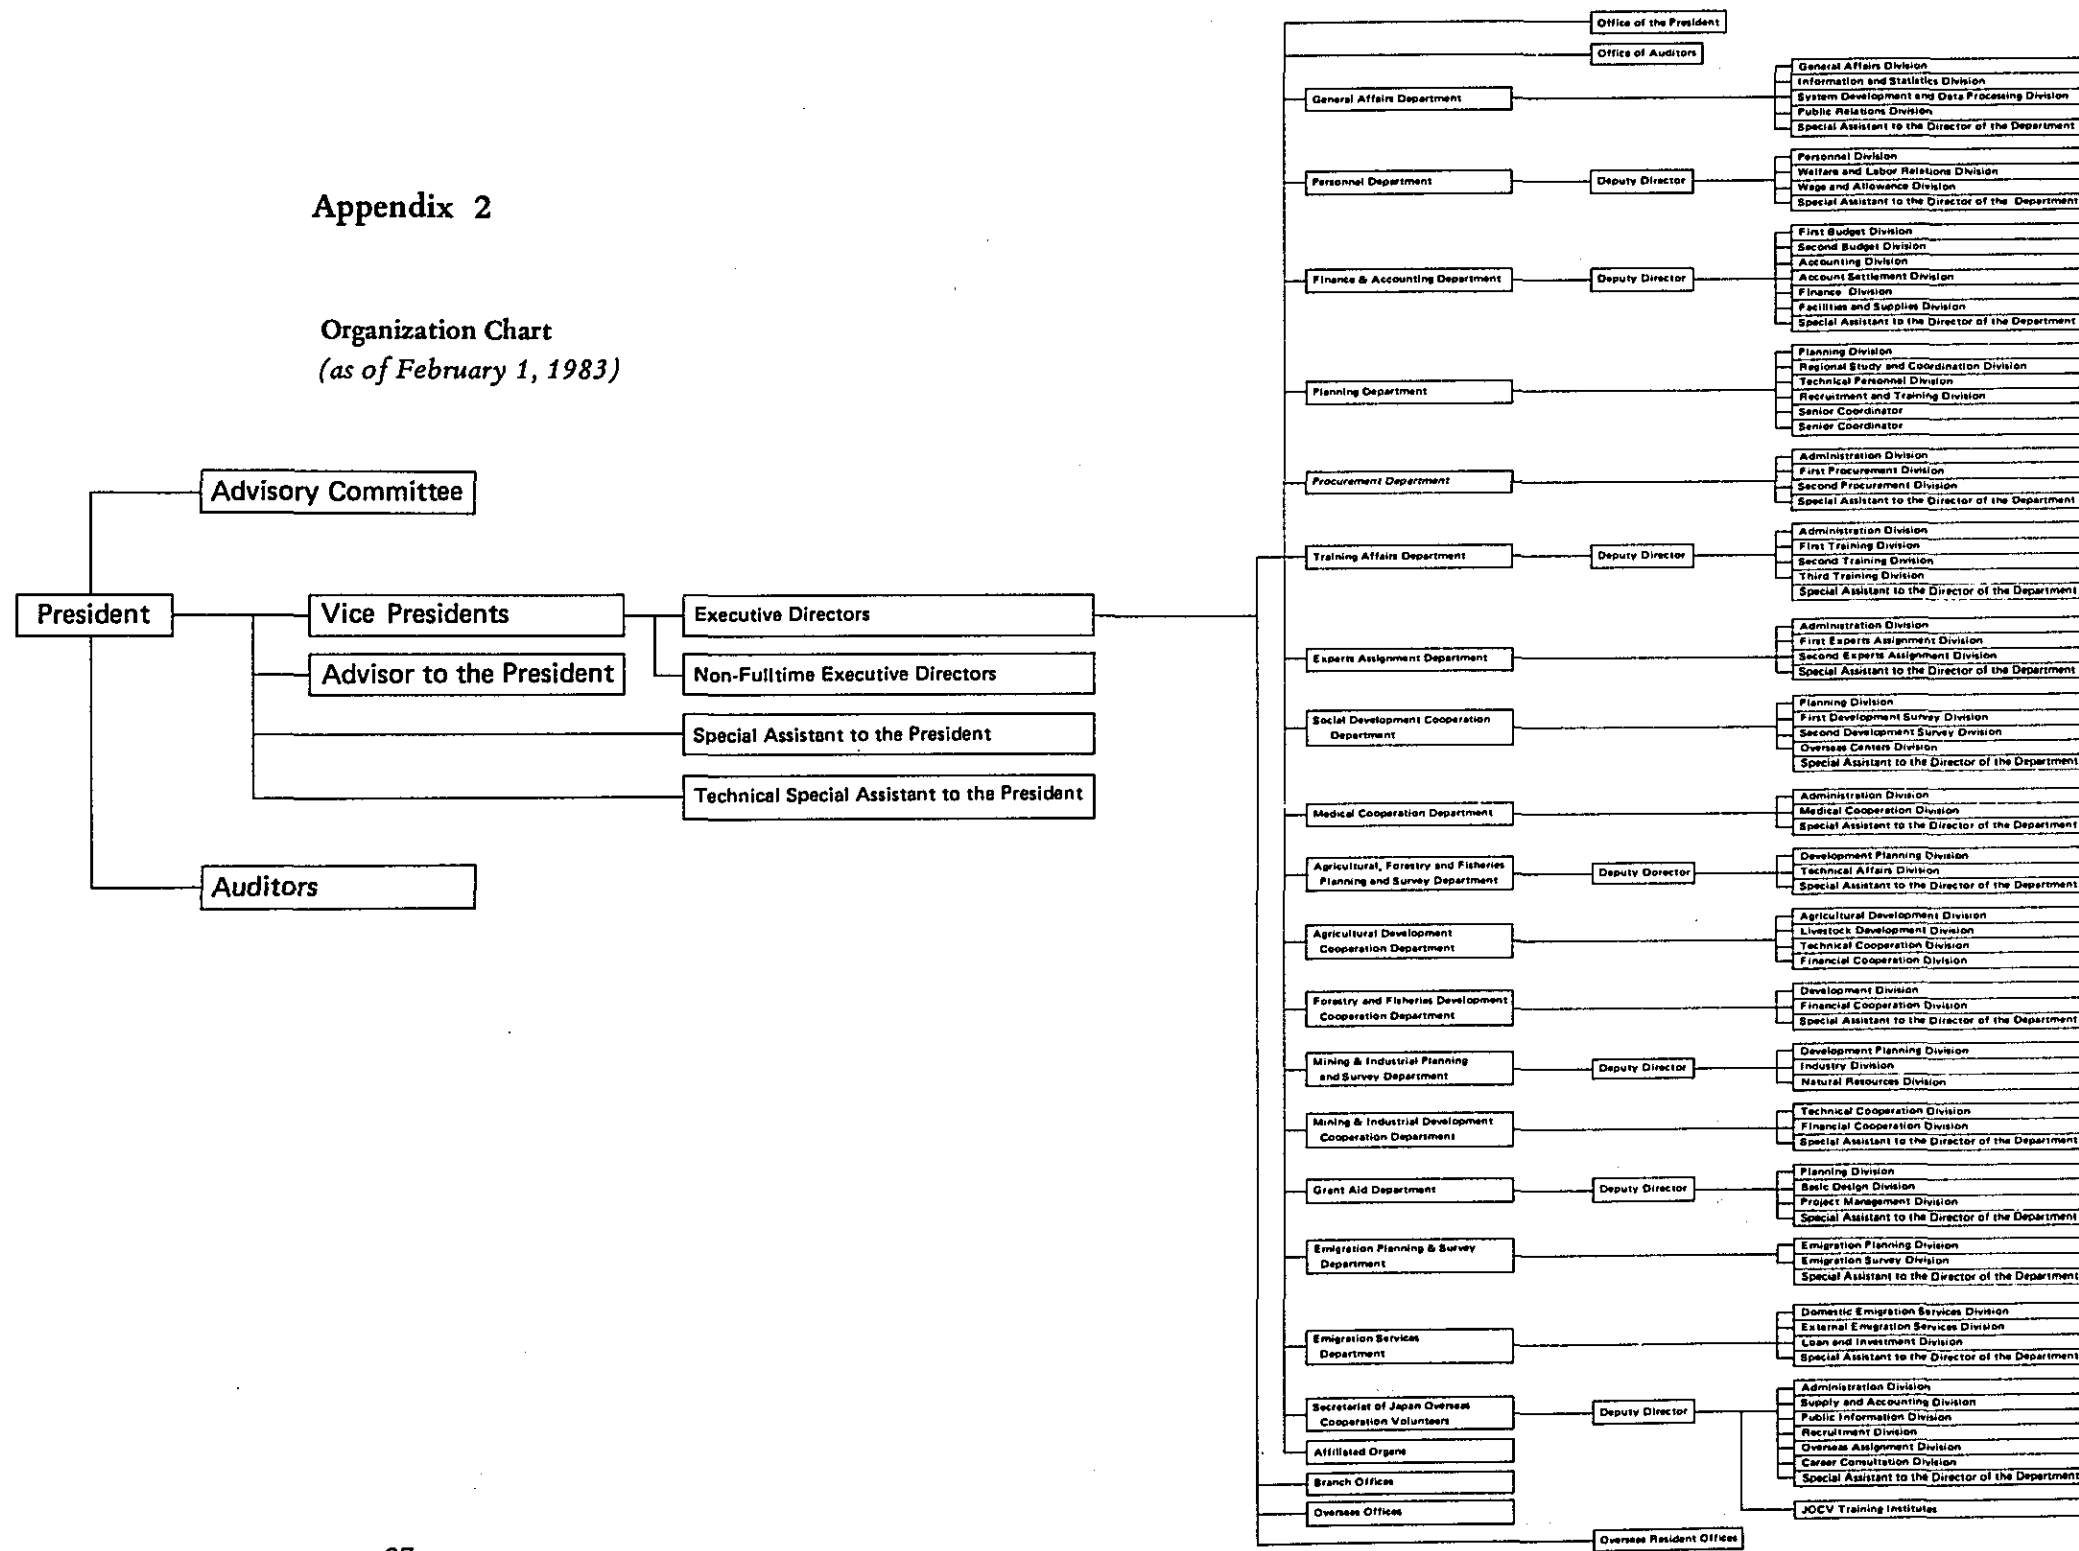 Appendix 2
Organization Chart
(as of February 1, 1983)
Advisory Committee
President
Vice Presidents
Executive Directors
Advisor to the President
Non-Fulltime Executive Directors
Special Assistant to the President
Technical Special Assistant to the President
Auditors
Office of the President
Office of Auditors
General Affairs Department
General Affairs Division
Information and Statistics Division
System Development and Data Processing Division
Public Relations Division
Special Assistant to the Director of the Department
Personnel Department
Deputy Director
Personnel Division
Welfare and Labor Relations Division
Wage and Allowance Division
Special Assistant to the Director of the Department
Finance & Accounting Department
Deputy Director
First Budget Division
Second Budget Division
Accounting Division
Account Settlement Division
Finance Division
Facilities and Supplies Division
Special Assistant to the Director of the Department
Planning Department
Planning Division
Regional Study and Coordination Division
Technical Personnel Division
Recruitment and Training Division
Senior Coordinator
Senior Coordinator
Procurement Department
Administration Division
First Procurement Division
Second Procurement Division
Special Assistant to the Director of the Department
Training Affairs Department
Deputy Director
Administration Division
First Training Division
Second Training Division
Third Training Division
Special Assistant to the Director of the Department
Experts Assignment Department
Administration Division
First Experts Assignment Division
Second Experts Assignment Division
Special Assistant to the Director of the Department
Social Development Cooperation
Department
Planning Division
First Development Survey Division
Second Development Survey Division
Overseas Centers Division
Special Assistant to the Director of the Department
Medical Cooperation Department
Administration Division
Medical Cooperation Division
Special Assistant to the Director of the Department
Agricultural, Forestry and Fisheries
Planning and Survey Department
Deputy Dorector
Development Planning Division
Technical Affairs Division
Special Assistant to the Director of the Department
Agricultural Development
Cooperation Department
Agricultural Development Division
Livestock Development Division
Technical Cooperation Division
Financial Cooperation Division
Forestry and Fisheries Development
Cooperation Department
Development Division
Financial Cooperation Division
Special Assistant to the Director of the Department
Mining & Industrial Planning
and Survey Department
Deputy Director
Development Planning Division
Industry Division
Natural Resources Division
Mining & Industrial Development
Cooperation Department
Technical Cooperation Division
Financial Cooperation Division
Special Assistant to the Director of the Department
Grant Aid Department
Deputy Director
Planning Division
Basic Design Division
Project Management Division
Special Assistant to the Director of the Department
Emigration Planning & Survey
Department
Emigration Planning Division
Emigration Survey Division
Special Assistant to the Director of the Department
Emigration Services
Department
Domestic Emigration Services Division
External Emigration Services Division
Loan and Investment Division
Special Assistant to the Director of the Department
Secretariat of Japan Overseas
Cooperation Volunteers
Deputy Director
Administration Division
Supply and Accounting Division
Public Information Division
Recruitment Division
Overseas Assignment Division
Career Consultation Division
Special Assistant to the Director of the Department
JOCV Training Institutes
Affiliated Organs
Branch Offices
Overseas Offices
Overseas Resident Offices